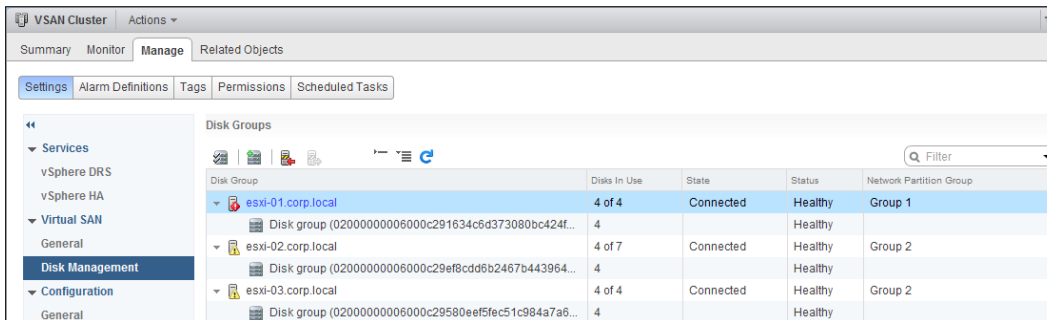 VSAN Cluster Actions
Summary Monitor Manage Related Objects
Settings Alarm Definitions Tags Permissions Scheduled Tasks
Disk Groups
Services
vSphere DRS
vSphere HA
Virtual SAN
General
Disk Management
Configuration
General
Filter
Disk Group Disks In Use State Status Network Partition Group
esxi-01.corp.local 4 of 4 Connected Healthy Group 1
Disk group (02000000006000c291634c6d373080bc424f... 4 Healthy
esxi-02.corp.local 4 of 7 Connected Healthy Group 2
Disk group (02000000006000c29ef8cdd6b2467b443964... 4 Healthy
esxi-03.corp.local 4 of 4 Connected Healthy Group 2
Disk group (02000000006000c29580eef5fec51c984a7a6... 4 Healthy